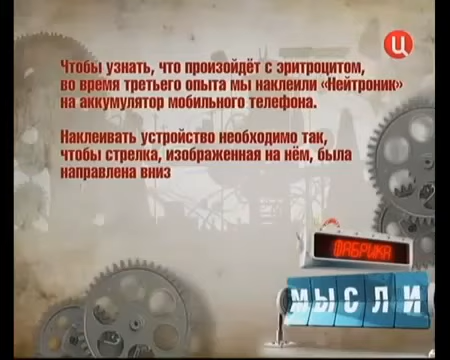 Ц
Чтобы узнать, что произойдёт с эритроцитом,
во время третьего опыта мы наклеили «Нейтроник»
на аккумулятор мобильного телефона.
Наклеивать устройство необходимо так,
чтобы стрелка, изображенная на нём, была
направлена вниз
ФАБРИКА
МЫСЛИ